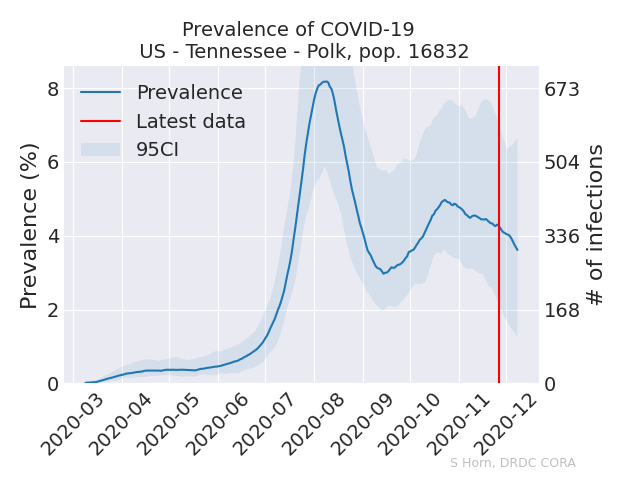 Prevalence of COVID-19
US - Tennessee - Polk, pop. 16832
Prevalence
Latest data
95CI
Prevalence (%)
8
6
4
2
0
673
504
336
168
0
# of infections
2020-03
2020-04
2020-05
2020-06
2020-07
2020-08
2020-09
2020-10
2020-11
2020-12
S Horn, DRDC CORA